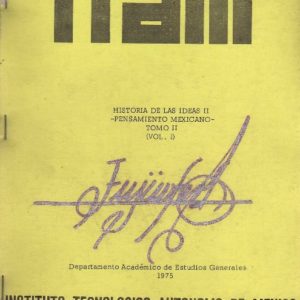 itam
HISTORIA DE LAS IDEAS II
-PENSAMIENTO MEXICANO-
TOMO II
(VOL. I)
Departamento Académico de Estudios Generales
1975
INSTITUTO TECNOLOGICO AUTONOMO DE MEXICO